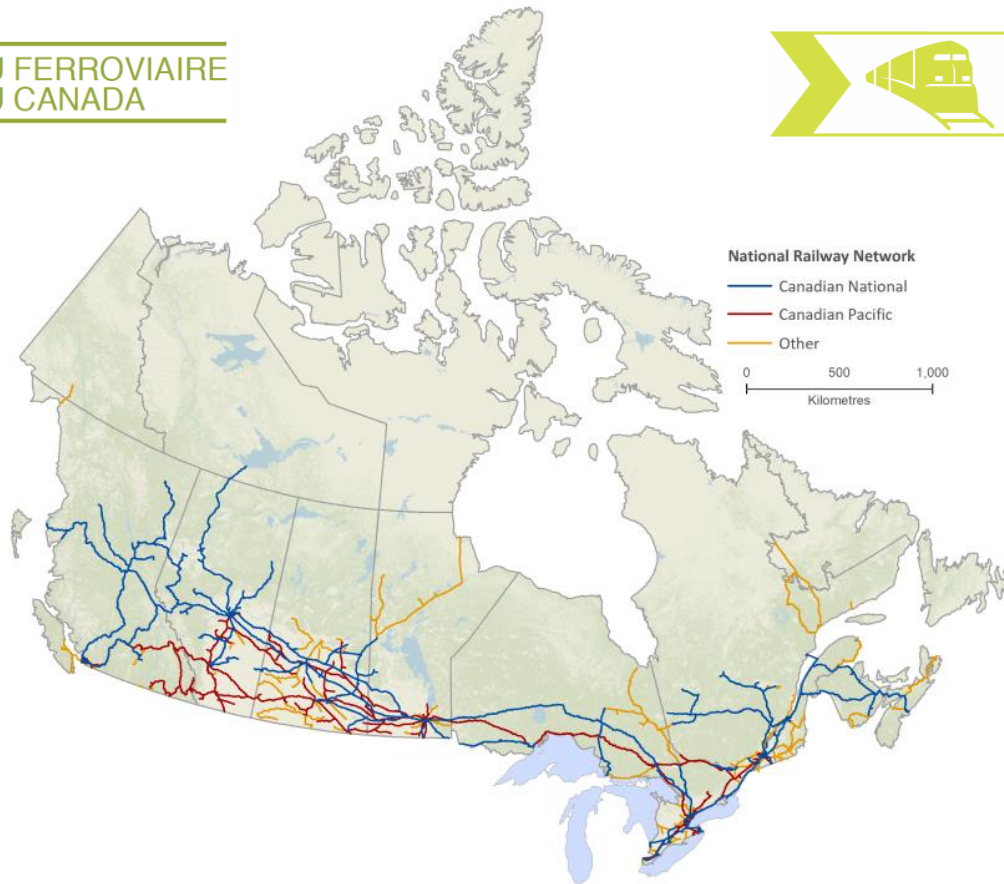 FERROVIAIRE
CANADA
National Railway Network
Canadian National
Canadian Pacific
Other
0 500 1,000
Kilometres